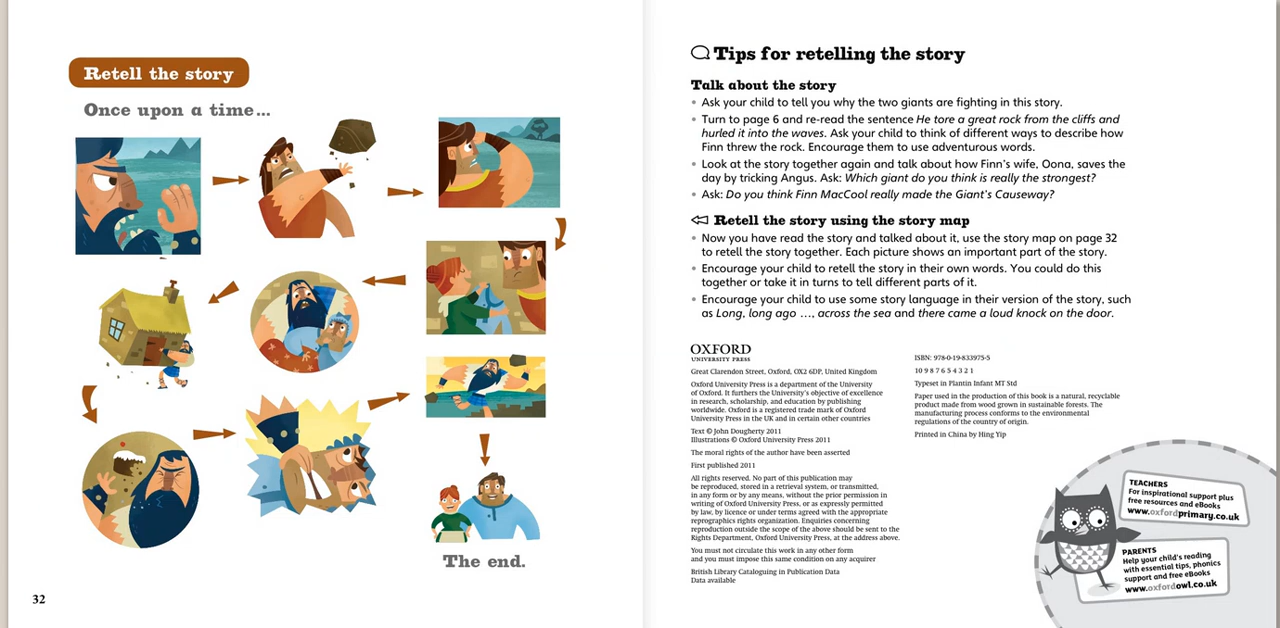 Retell the story
Once upon a time...
The end.
32
Tips for retelling the story
Talk about the story
• Ask your child to tell you why the two giants are fighting in this story.
• Turn to page 6 and re-read the sentence He tore a great rock from the cliffs and
hurled it into the waves. Ask your child to think of different ways to describe how
Finn threw the rock. Encourage them to use adventurous words.
• Look at the story together again and talk about how Finn's wife, Oona, saves the
day by tricking Angus. Ask: Which giant do you think is really the strongest?
• Ask: Do you think Finn MacCool really made the Giant's Causeway?
Retell the story using the story map
• Now you have read the story and talked about it, use the story map on page 32
to retell the story together. Each picture shows an important part of the story.
• Encourage your child to retell the story in their own words. You could do this
together or take it in turns to tell different parts of it.
• Encourage your child to use some story language in their version of the story, such
as Long, long ago ..., across the sea and there came a loud knock on the door.
OXFORD
UNIVERSITY PRESS
Great Clarendon Street, Oxford, OX2 6DP, United Kingdom
Oxford University Press is a department of the University
of Oxford. It furthers the University's objective of excellence
in research, scholarship, and education by publishing
worldwide. Oxford is a registered trade mark of Oxford
University Press in the UK and in certain other countries
Text © John Dougherty 2011
Illustrations © Oxford University Press 2011
The moral rights of the author have been asserted
First published 2011
All rights reserved. No part of this publication may
be reproduced, stored in a retrieval system, or transmitted,
in any form or by any means, without the prior permission in
writing of Oxford University Press, or as expressly permitted
by law, by licence or under terms agreed with the appropriate
reprographics rights organization. Enquiries concerning
reproduction outside the scope of the above should be sent to the
Rights Department, Oxford University Press, at the address above.
You must not circulate this work in any other form
and you must impose this same condition on any acquirer
British Library Cataloguing in Publication Data
Data available
ISBN: 978-0-19-833975-5
10 9 8 7 6 5 4 3 2 1
Typeset in Plantin Infant MT Std
Paper used in the production of this book is a natural, recyclable
product made from wood grown in sustainable forests. The
manufacturing process conforms to the environmental
regulations of the country of origin.
Printed in China by Hing Yip
TEACHERS
For inspirational support plus
free resources and eBooks
www.oxfordprimary.co.uk
PARENTS
Help your child's reading
with essential tips, phonics
support and free eBooks
www.oxfordowl.co.uk